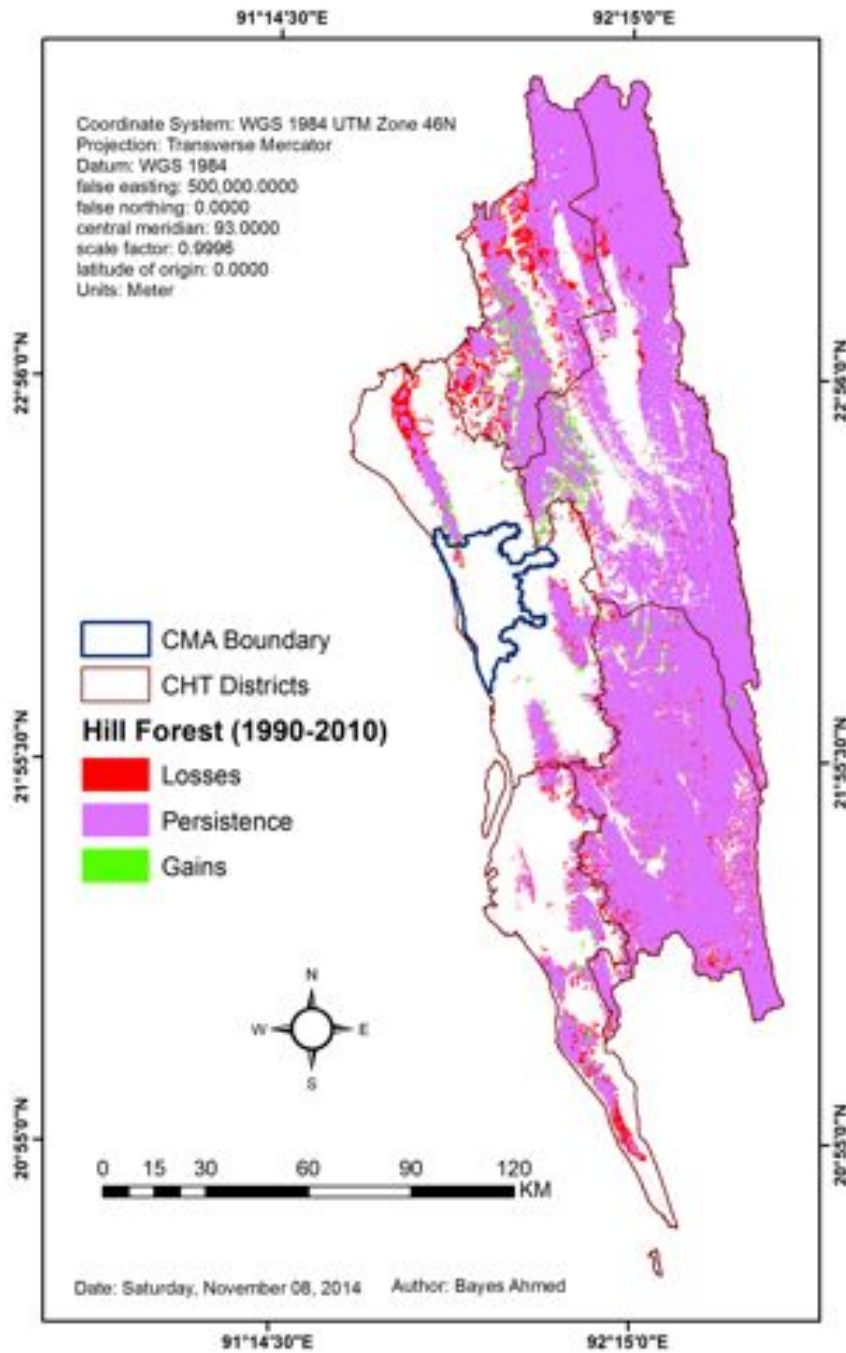 91°14'30"E
92°15'0"E
Coordinate System: WGS 1984 UTM Zone 46N
Projection: Transverse Mercator
Datum: WGS 1984
false easting: 500,000.0000
false northing: 0.0000
central meridian: 93.0000
scale factor: 0.9996
latitude of origin: 0.0000
Units: Meter
22°56'0"N
22°56'0"N
CMA Boundary
CHT Districts
Hill Forest (1990-2010)
Losses
Persistence
Gains
21°55'30"N
21°55'30"N
N
W
E
S
20°55'0"N
20°55'0"N
0 15 30 60 90 120
KM
Date: Saturday, November 08, 2014 Author: Bayes Ahmed
91°14'30"E
92°15'0"E